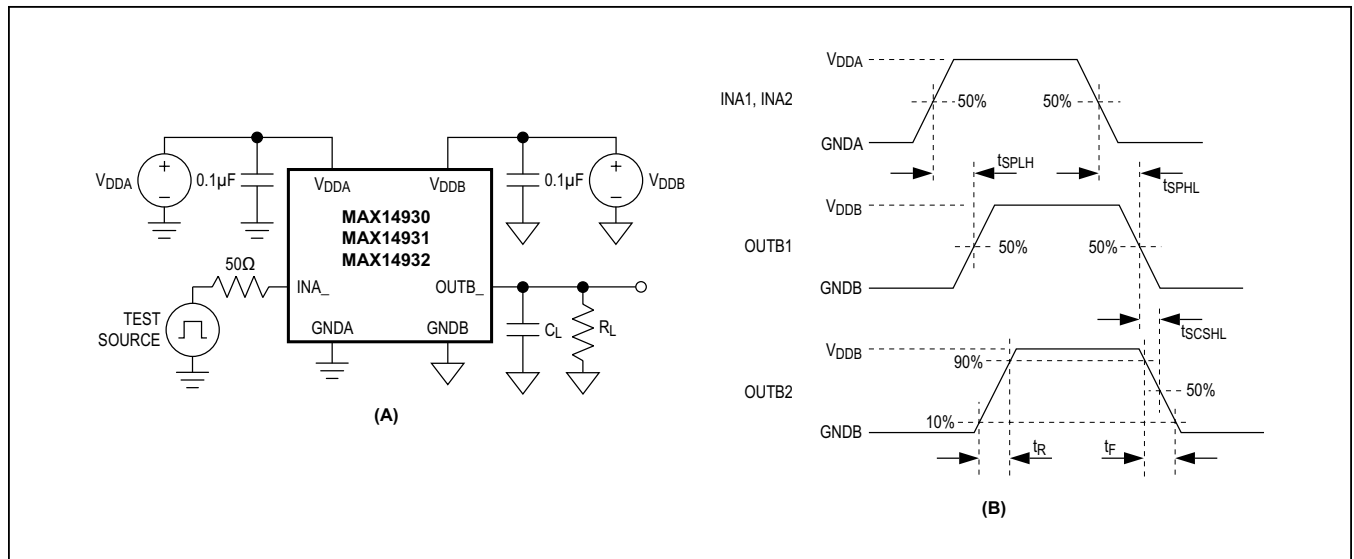 VDDA
0.1µF
VDDA
VDDB
0.1µF
VDDB
MAX14930
MAX14931
MAX14932
50Ω
INA_
OUTB_
TEST
SOURCE
GNDA
GNDB
CL
RL
(A)
VDDA
INA1, INA2
50%
50%
GNDA
tSPLH
tSPHL
VDDB
OUTB1
50%
50%
GNDB
tSCSHL
VDDB
90%
OUTB2
50%
10%
GNDB
tR
tF
(B)